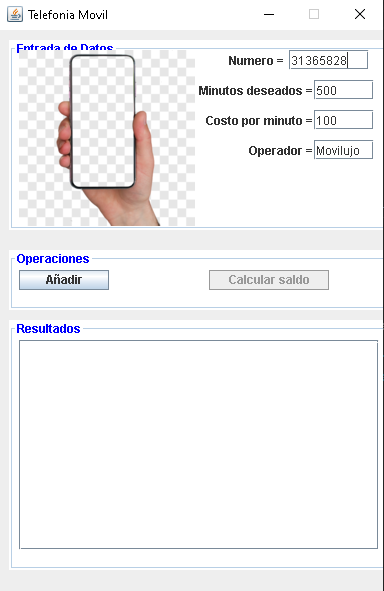 Telefonia Movil
Entrada de Datos
Numero = 31365828
Minutos deseados = 500
Costo por minuto = 100
Operador = Movilujo
Operaciones
Añadir Calcular saldo
Resultados